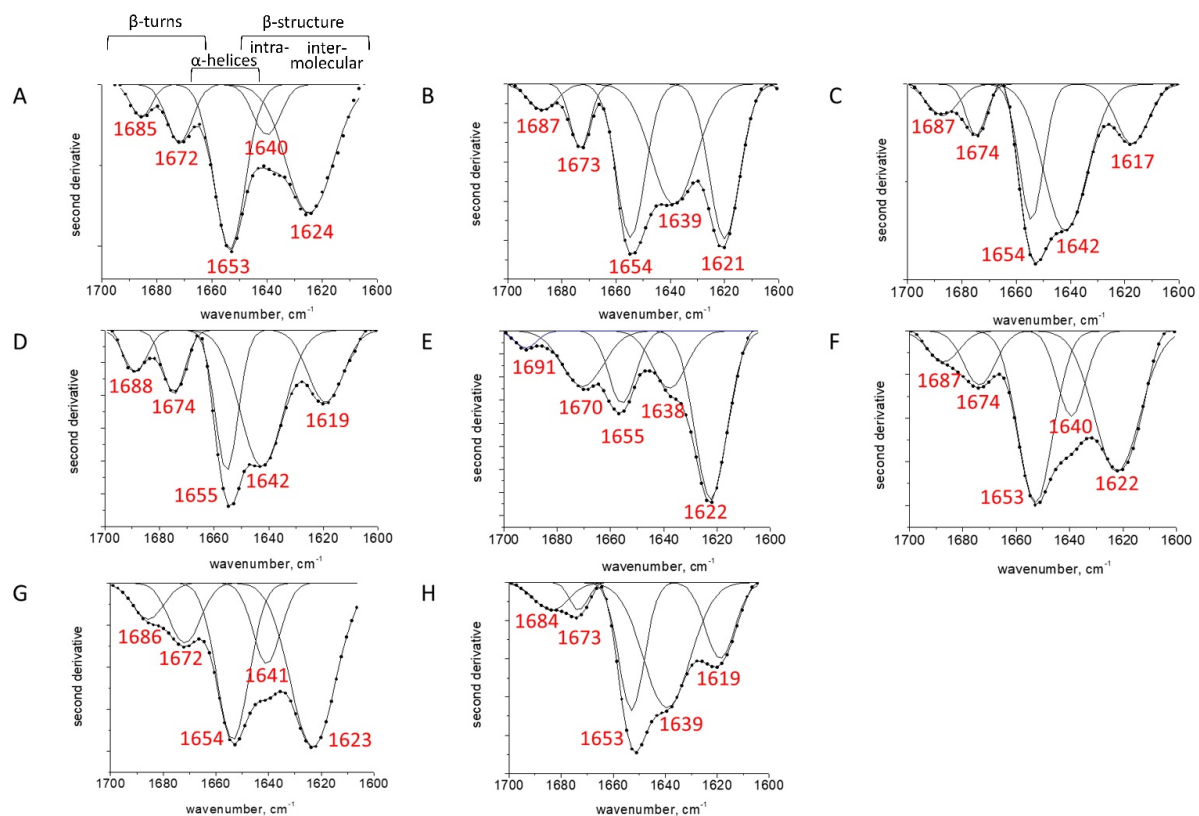 β-turns
β-structure
intra-
inter-
α-helices
molecular
A
second derivative
1685
1672
1640
1653
1624
1700
1680
1660
1640
1620
1600
wavenumber, cm-1
B
second derivative
1687
1673
1654
1639
1621
1700
1680
1660
1640
1620
1600
wavenumber, cm-1
C
second derivative
1687
1674
1654
1642
1617
1700
1680
1660
1640
1620
1600
wavenumber, cm-1
D
second derivative
1688
1674
1655
1642
1619
1700
1680
1660
1640
1620
1600
wavenumber, cm-1
E
second derivative
1691
1670
1655
1638
1622
1700
1680
1660
1640
1620
1600
wavenumber, cm-1
F
second derivative
1687
1674
1653
1640
1622
1700
1680
1660
1640
1620
1600
wavenumber, cm-1
G
second derivative
1686
1672
1654
1641
1623
1700
1680
1660
1640
1620
1600
wavenumber, cm-1
H
second derivative
1684
1673
1653
1639
1619
1700
1680
1660
1640
1620
1600
wavenumber, cm-1